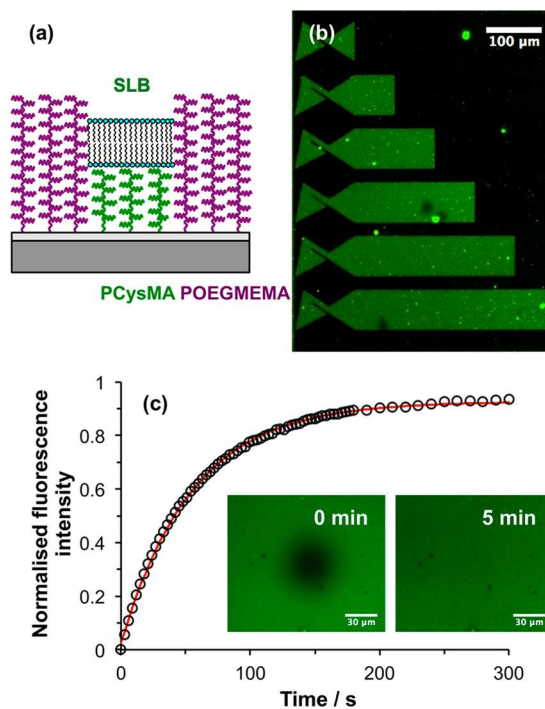 (a)
SLB
PCysMA POEGMEMA
(b)
100 µm
(c)
Normalised fluorescence
intensity
1
0.8
0.6
0.4
0.2
0
0 min
30 µm
5 min
30 µm
0
100
200
300
Time / s